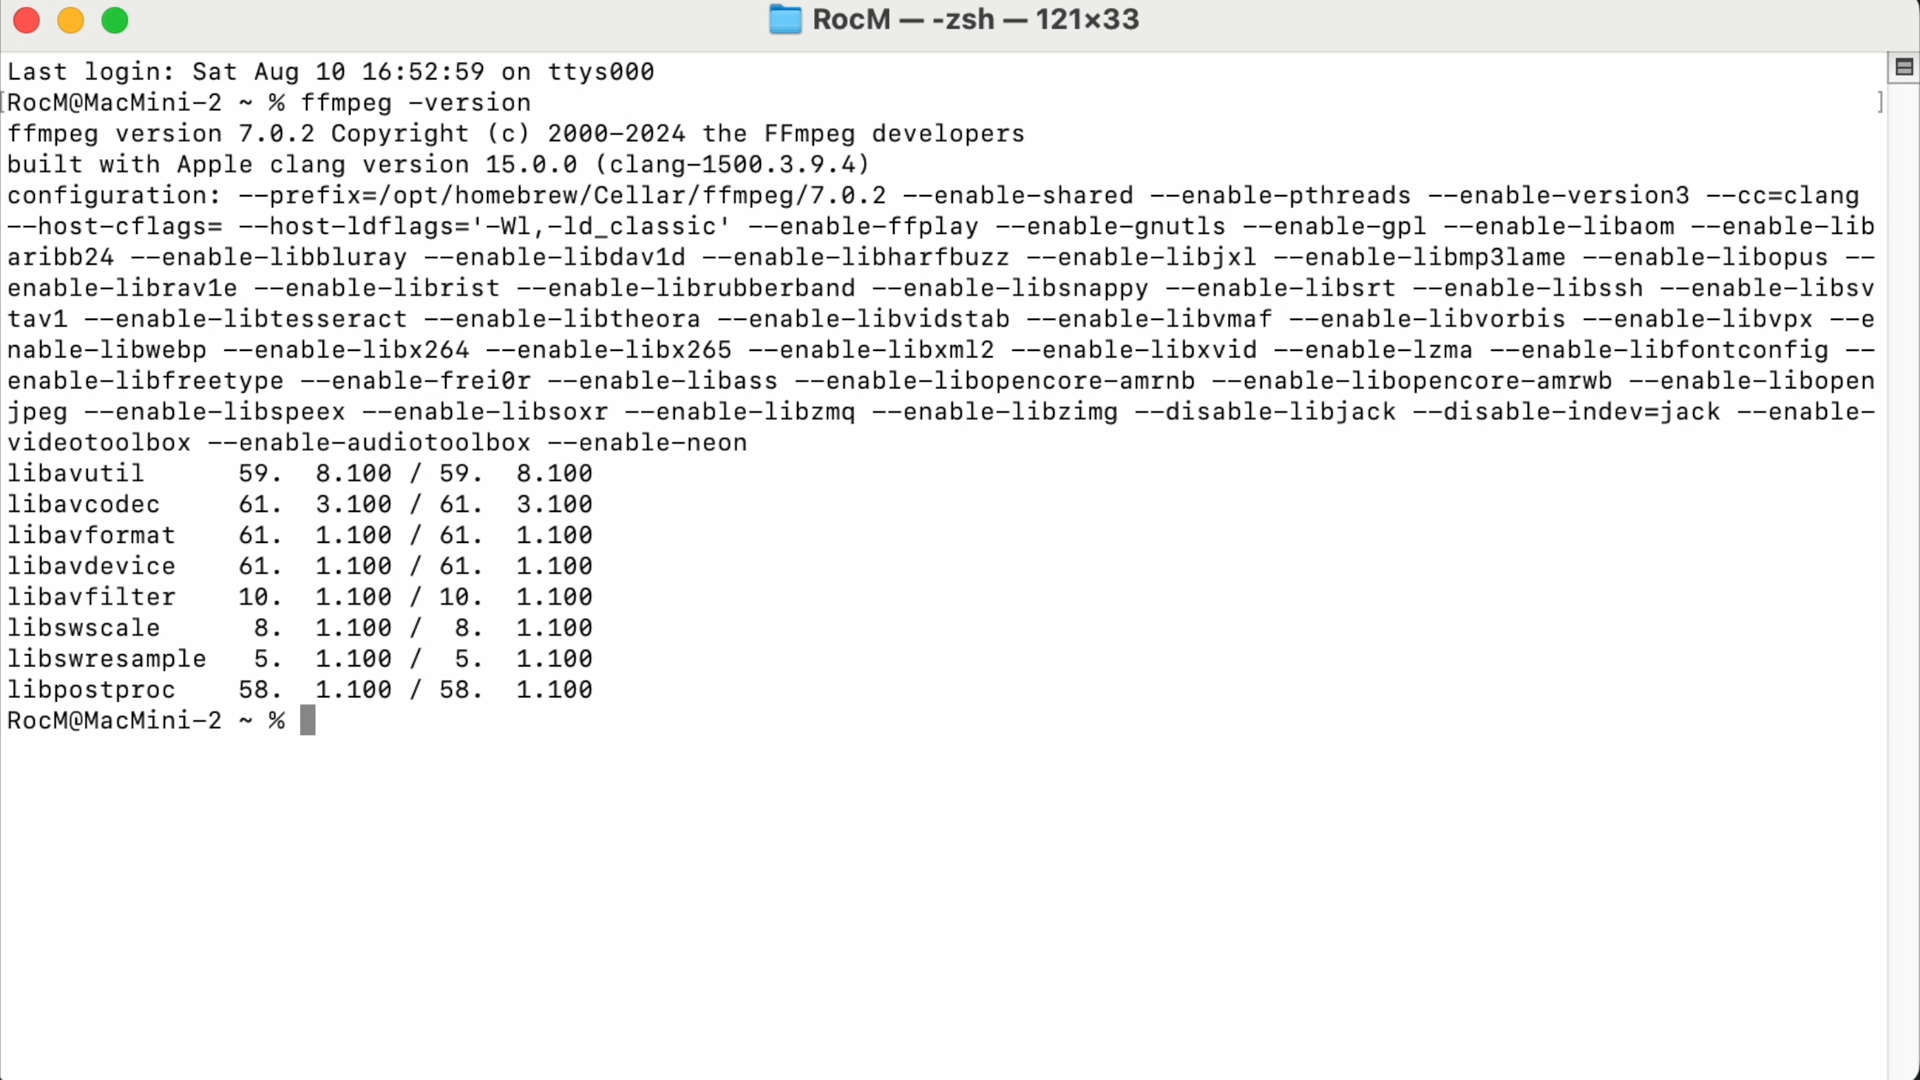 RocM — -zsh — 121×33
Last login: Sat Aug 10 16:52:59 on ttys000
[RocM@MacMini-2 ~ % ffmpeg -version ]
ffmpeg version 7.0.2 Copyright (c) 2000-2024 the FFmpeg developers
built with Apple clang version 15.0.0 (clang-1500.3.9.4)
configuration: --prefix=/opt/homebrew/Cellar/ffmpeg/7.0.2 --enable-shared --enable-pthreads --enable-version3 --cc=clang
--host-cflags= --host-ldflags='-Wl,-ld_classic' --enable-ffplay --enable-gnutls --enable-gpl --enable-libaom --enable-lib
aribb24 --enable-libbluray --enable-libdav1d --enable-libharfbuzz --enable-libjxl --enable-libmp3lame --enable-libopus --
enable-librav1e --enable-librist --enable-librubberband --enable-libsnappy --enable-libsrt --enable-libssh --enable-libsv
tav1 --enable-libtesseract --enable-libtheora --enable-libvidstab --enable-libvmaf --enable-libvorbis --enable-libvpx --e
nable-libwebp --enable-libx264 --enable-libx265 --enable-libxml2 --enable-libxvid --enable-lzma --enable-libfontconfig --
enable-libfreetype --enable-frei0r --enable-libass --enable-libopencore-amrnb --enable-libopencore-amrwb --enable-libopen
jpeg --enable-libspeex --enable-libsoxr --enable-libzmq --enable-libzimg --disable-libjack --disable-indev=jack --enable-
videotoolbox --enable-audiotoolbox --enable-neon
libavutil      59.  8.100 / 59.  8.100
libavcodec     61.  3.100 / 61.  3.100
libavformat    61.  1.100 / 61.  1.100
libavdevice    61.  1.100 / 61.  1.100
libavfilter    10.  1.100 / 10.  1.100
libswscale      8.  1.100 /  8.  1.100
libswresample   5.  1.100 /  5.  1.100
libpostproc    58.  1.100 / 58.  1.100
RocM@MacMini-2 ~ %